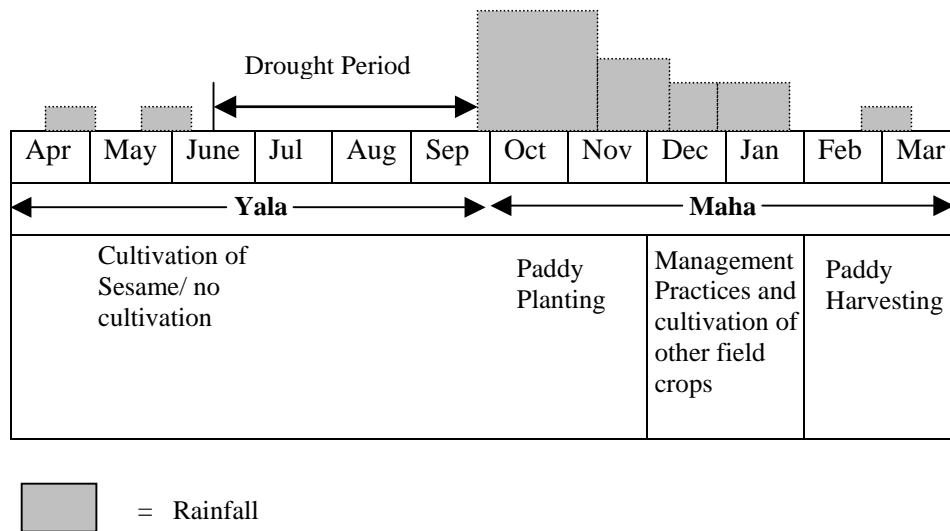 Drought Period
Apr May June Jul Aug Sep Oct Nov Dec Jan Feb Mar
Yala Maha
Cultivation of
Sesame/ no
cultivation
Paddy
Planting
Management
Practices and
cultivation of
other field
crops
Paddy
Harvesting
= Rainfall